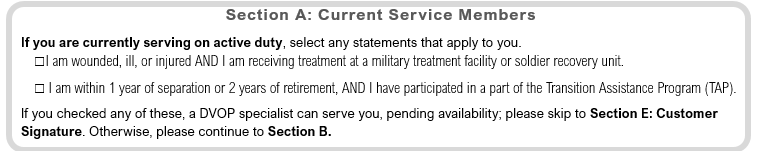 Section A: Current Service Members
If you are currently serving on active duty, select any statements that apply to you.
☐I am wounded, ill, or injured AND I am receiving treatment at a military treatment facility or soldier recovery unit.
☐ I am within 1 year of separation or 2 years of retirement, AND I have participated in a part of the Transition Assistance Program (TAP).
If you checked any of these, a DVOP specialist can serve you, pending availability; please skip to Section E: Customer
Signature. Otherwise, please continue to Section B.